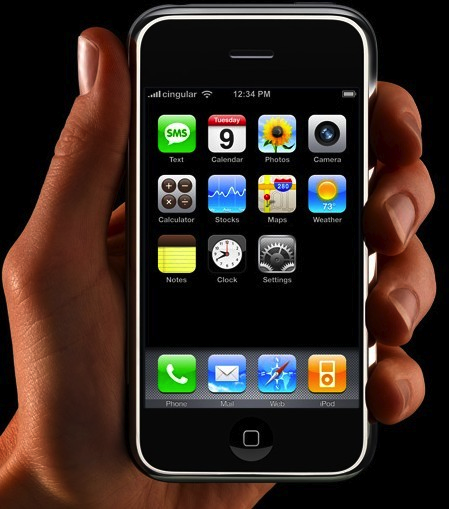 cingular 12:34 PM
SMS Tuesday 9
Text Calendar Photos Camera
280 73°
Calculator Stocks Maps Weather
Notes Clock Settings
Phone Mail Web iPod